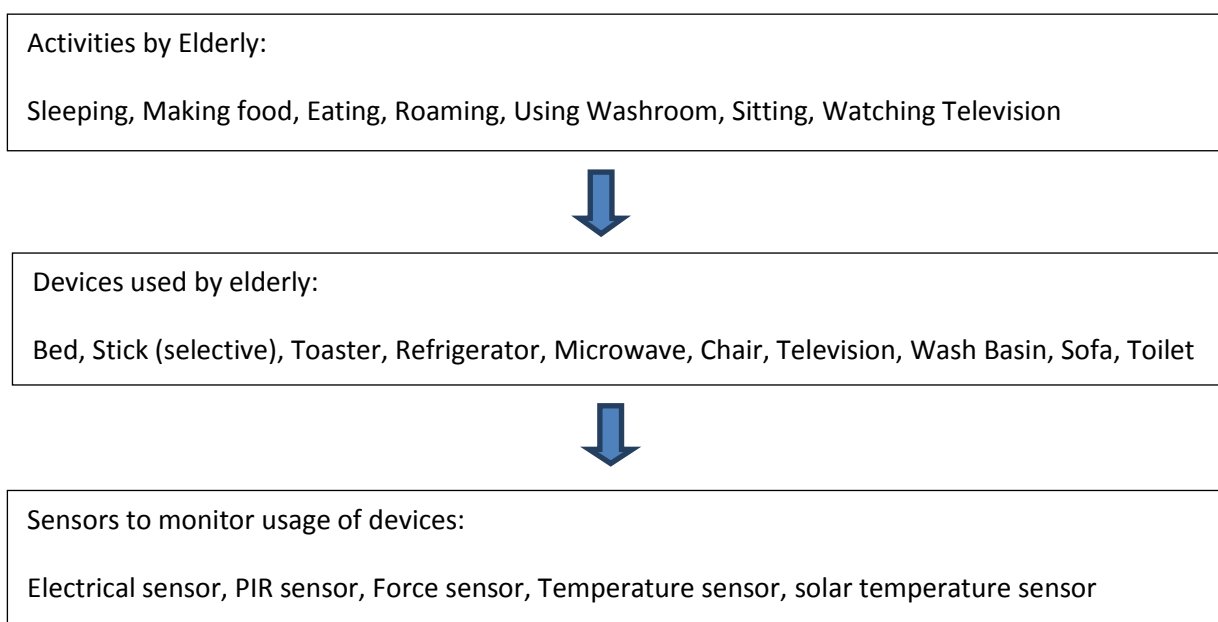 Activities by Elderly:
Sleeping, Making food, Eating, Roaming, Using Washroom, Sitting, Watching Television
Devices used by elderly:
Bed, Stick (selective), Toaster, Refrigerator, Microwave, Chair, Television, Wash Basin, Sofa, Toilet
Sensors to monitor usage of devices:
Electrical sensor, PIR sensor, Force sensor, Temperature sensor, solar temperature sensor